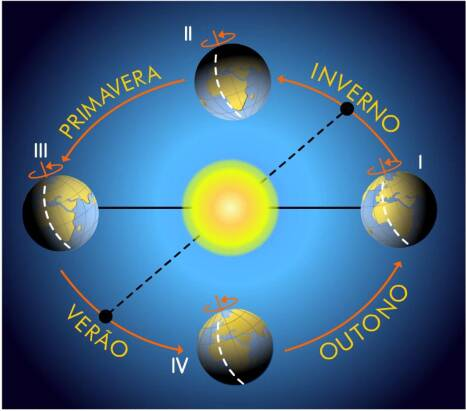 II
PRIMAVERA
INVERNO
III
I
VERÃO
OUTONO
IV